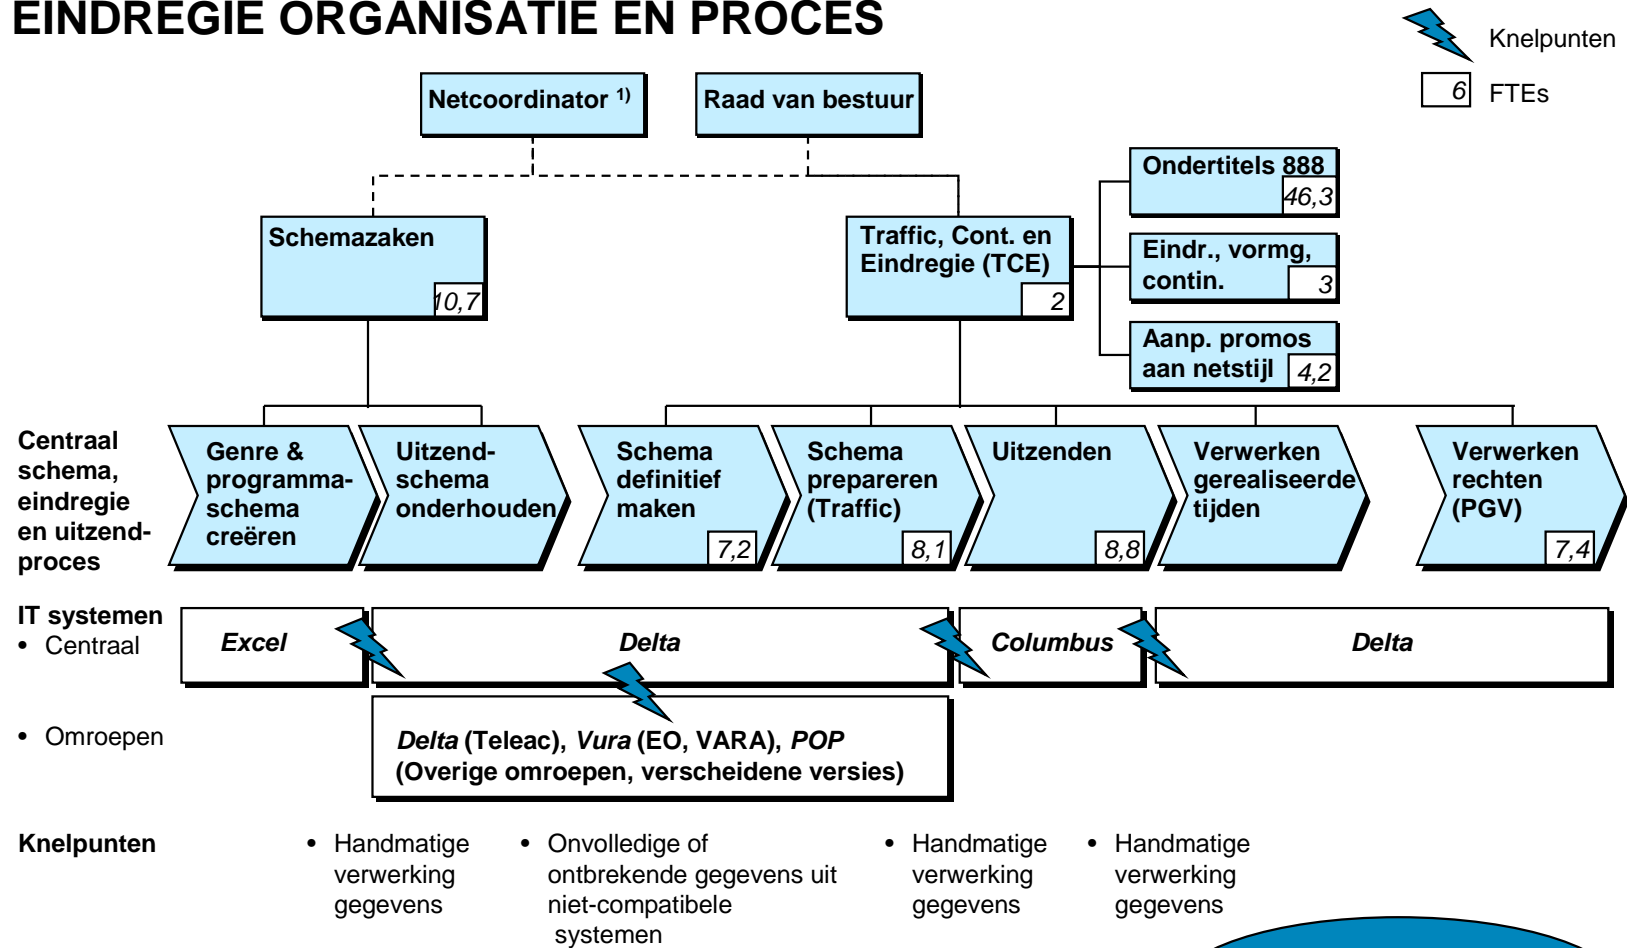 EINDREGIE ORGANISATIE EN PROCES
Knelpunten
6 FTEs
Netcoordinator 1)
Raad van bestuur
Schemazaken
10,7
Traffic, Cont. en
Eindregie (TCE)
2
Ondertitels 888
46,3
Eindr., vormg,
contin.
3
Aanp. promos
aan netstijl
4,2
Centraal
schema,
eindregie
en uitzend-
proces
Genre &
programma-
schema
creëren
Uitzend-
schema
onderhouden
Schema
definitief
maken
7,2
Schema
prepareren
(Traffic)
8,1
Uitzenden
8,8
Verwerken
gerealiseerde
tijden
Verwerken
rechten
(PGV)
7,4
IT systemen
• Centraal
Excel
Delta
Columbus
Delta
• Omroepen
Delta (Teleac), Vura (EO, VARA), POP
(Overige omroepen, verscheidene versies)
Knelpunten
• Handmatige
verwerking
gegevens
• Onvolledige of
ontbrekende gegevens uit
niet-compatibele
systemen
• Handmatige
verwerking
gegevens
• Handmatige
verwerking
gegevens